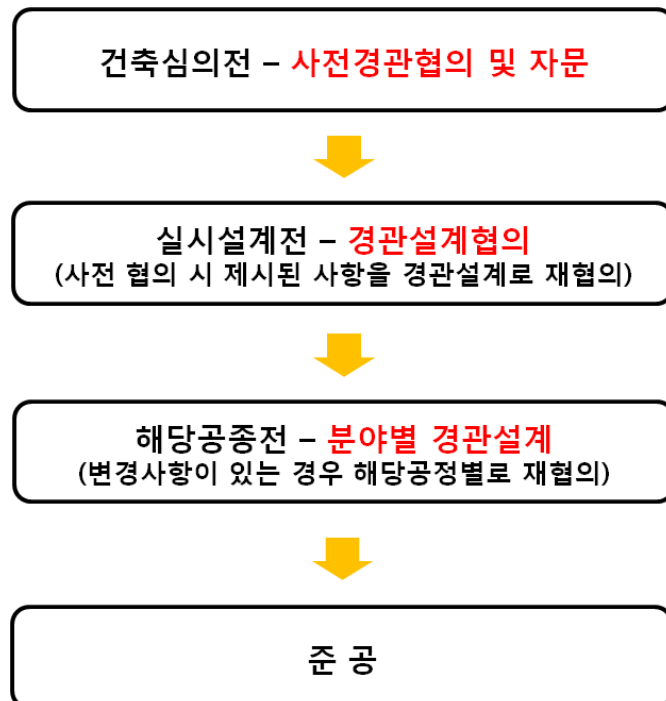 건축심의전 – 사전경관협의 및 자문
실시설계전 – 경관설계협의
(사전 협의 시 제시된 사항을 경관설계로 재협의)
해당공종전 – 분야별 경관설계
(변경사항이 있는 경우 해당공정별로 재협의)
준 공